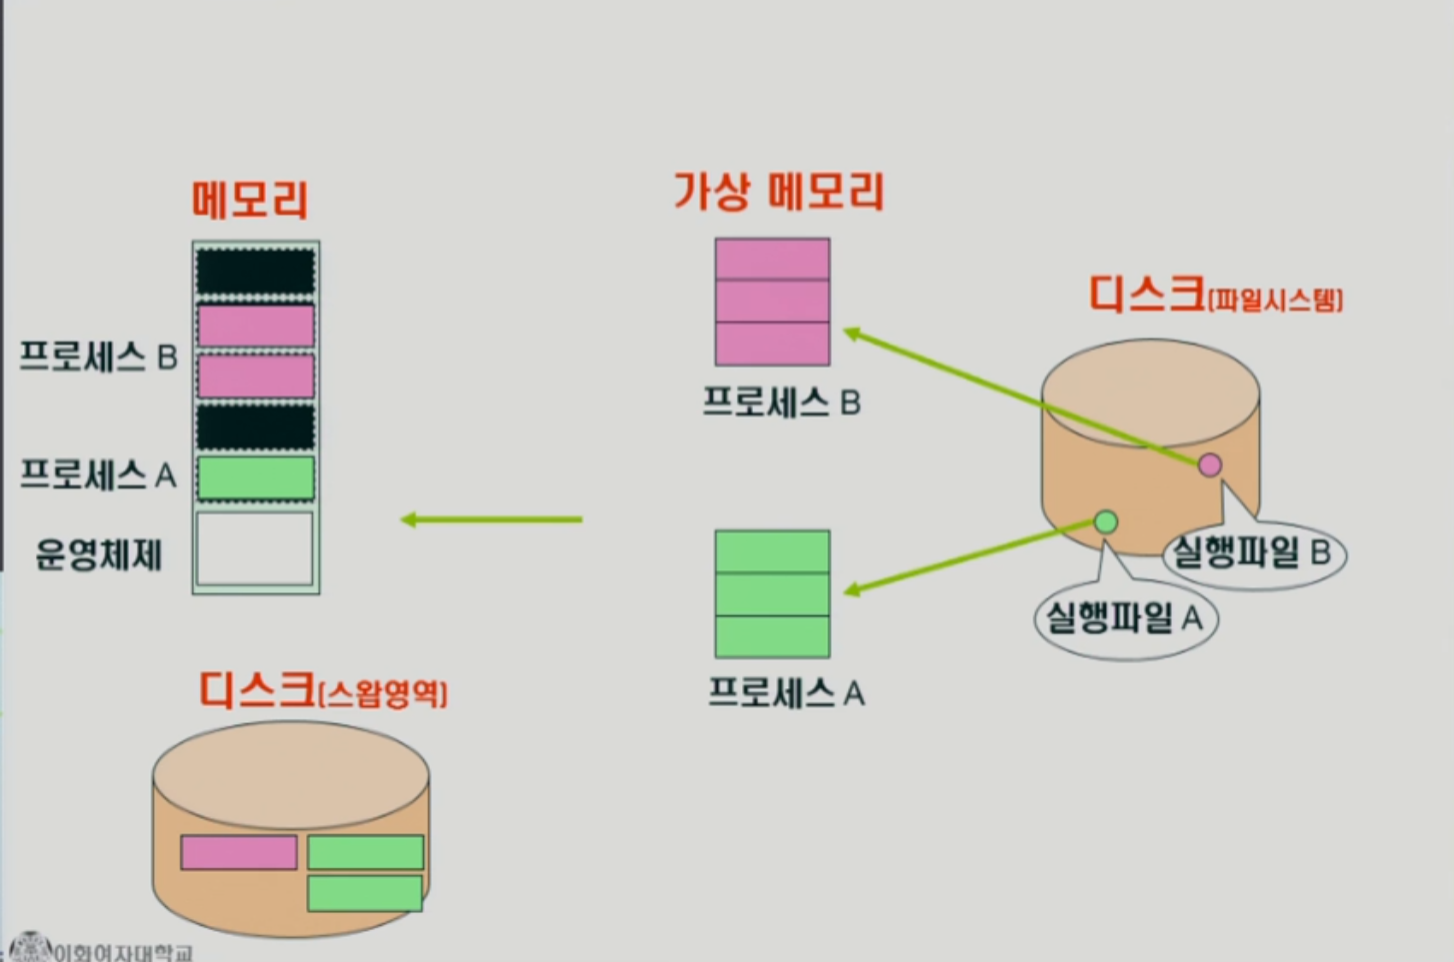 메모리
가상 메모리
디스크(파일시스템)
프로세스 B
프로세스 A
운영체제
프로세스 B
실행파일 B
실행파일 A
프로세스 A
디스크(스왑영역)
이화여자대학교